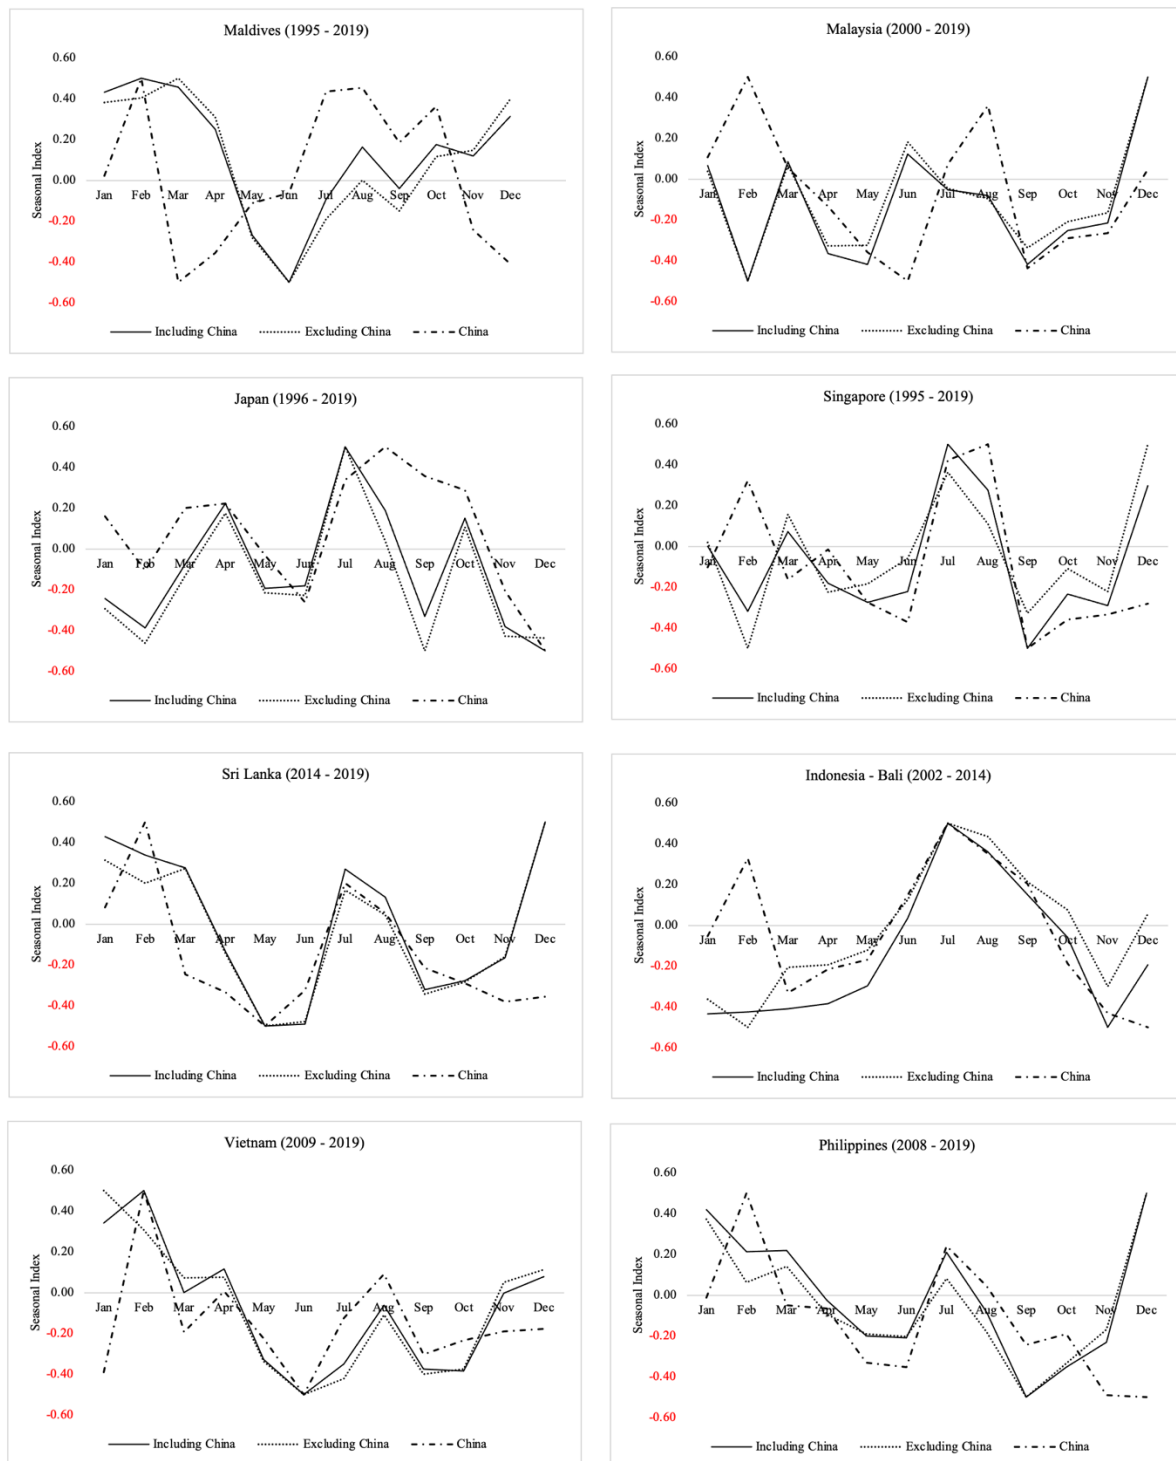 Maldives (1995 - 2019)
Seasonal Index
0.60
0.40
0.20
0.00
-0.20
-0.40
-0.60
Jan Feb Mar Apr May Jun Jul Aug Sep Oct Nov Dec
Including China Excluding China China
Malaysia (2000 - 2019)
Seasonal Index
0.60
0.40
0.20
0.00
-0.20
-0.40
-0.60
Jan Feb Mar Apr May Jun Jul Aug Sep Oct Nov Dec
Including China Excluding China China
Japan (1996 - 2019)
Seasonal Index
0.60
0.40
0.20
0.00
-0.20
-0.40
-0.60
Jan Feb Mar Apr May Jun Jul Aug Sep Oct Nov Dec
Including China Excluding China China
Singapore (1995 - 2019)
Seasonal Index
0.60
0.40
0.20
0.00
-0.20
-0.40
-0.60
Jan Feb Mar Apr May Jun Jul Aug Sep Oct Nov Dec
Including China Excluding China China
Sri Lanka (2014 - 2019)
Seasonal Index
0.60
0.40
0.20
0.00
-0.20
-0.40
-0.60
Jan Feb Mar Apr May Jun Jul Aug Sep Oct Nov Dec
Including China Excluding China China
Indonesia - Bali (2002 - 2014)
Seasonal Index
0.60
0.40
0.20
0.00
-0.20
-0.40
-0.60
Jan Feb Mar Apr May Jun Jul Aug Sep Oct Nov Dec
Including China Excluding China China
Vietnam (2009 - 2019)
Seasonal Index
0.60
0.40
0.20
0.00
-0.20
-0.40
-0.60
Jan Feb Mar Apr May Jun Jul Aug Sep Oct Nov Dec
Including China Excluding China China
Philippines (2008 - 2019)
Seasonal Index
0.60
0.40
0.20
0.00
-0.20
-0.40
-0.60
Jan Feb Mar Apr May Jun Jul Aug Sep Oct Nov Dec
Including China Excluding China China